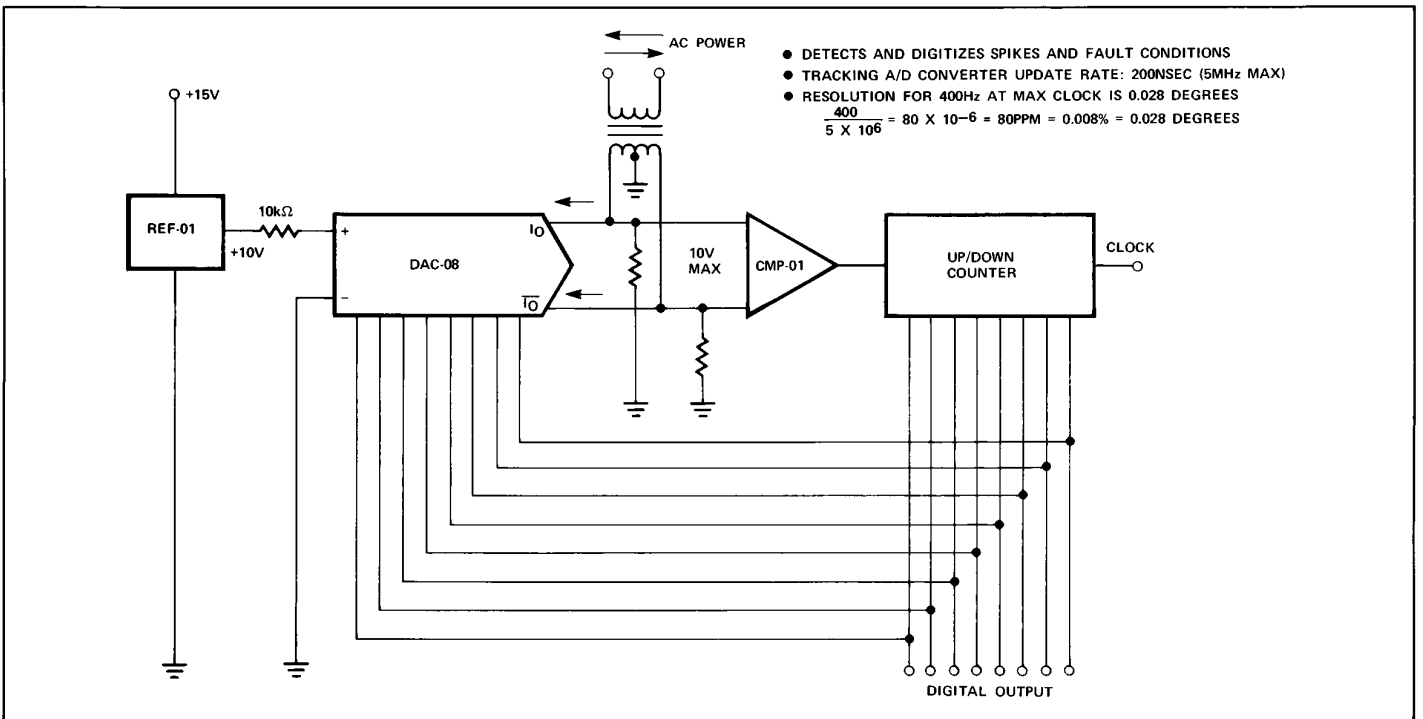 AC POWER
● DETECTS AND DIGITIZES SPIKES AND FAULT CONDITIONS
● TRACKING A/D CONVERTER UPDATE RATE: 200NSEC (5MHz MAX)
● RESOLUTION FOR 400Hz AT MAX CLOCK IS 0.028 DEGREES
400
5 X 10⁶ = 80 X 10⁻⁶ = 80PPM = 0.008% = 0.028 DEGREES
+15V
REF-01
10kΩ
+10V
+
−
DAC-08
IO
I̅O̅
10V
MAX
CMP-01
UP/DOWN
COUNTER
CLOCK
DIGITAL OUTPUT